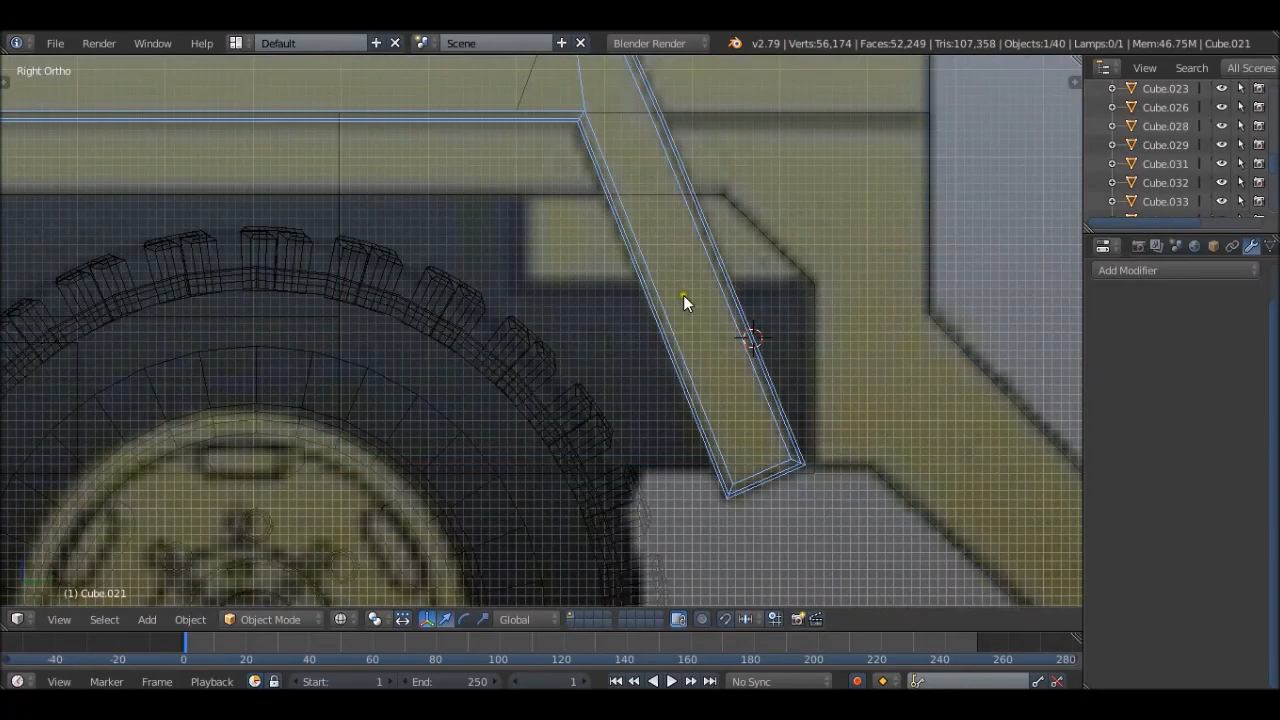 File Render Window Help Default Scene Blender Render v2.79 | Verts:56,174 | Faces:52,249 | Tris:107,358 | Objects:1/40 | Lamps:0/1 | Mem:46.75M | Cube.021
Right Ortho
View Search All Scenes
Cube.023
Cube.026
Cube.028
Cube.029
Cube.031
Cube.032
Cube.033
Add Modifier
(1) Cube.021
View Select Add Object Object Mode Global
-40 -20 0 20 40 60 80 100 120 140 160 180 200 220 240 260 280
View Marker Frame Playback Start: 1 End: 250 1 No Sync